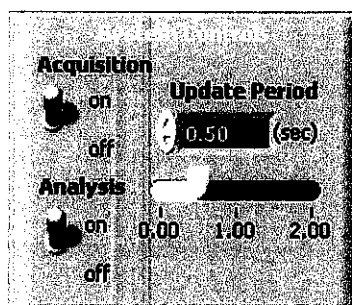 Acquisition
on
off
Update Period
0.50 (sec)
0.00 1.00 2.00
Analysis
on
off